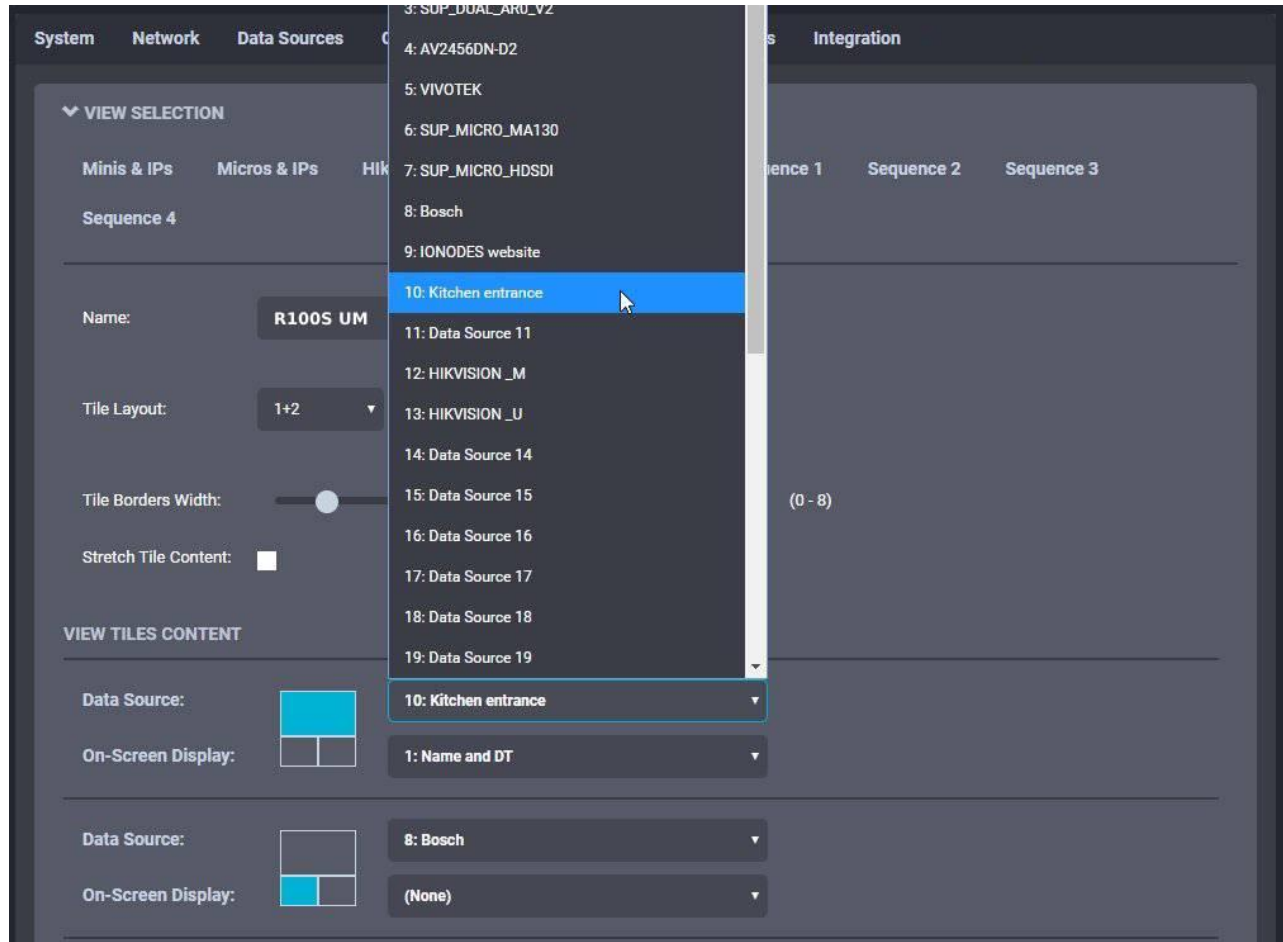 3: SUP_DUAL_AR0_V2
System Network Data Sources Integration
4: AV2456DN-D2
5: VIVOTEK
VIEW SELECTION
6: SUP_MICRO_MA130
Minis & IPs Micros & IPs Sequence 2 Sequence 3
7: SUP_MICRO_HDSDI
Sequence 4
8: Bosch
9: IONODES website
10: Kitchen entrance
Name: R100S UM
11: Data Source 11
12: HIKVISION _M
Tile Layout: 1+2
13: HIKVISION _U
14: Data Source 14
15: Data Source 15
Tile Borders Width: (0 - 8)
16: Data Source 16
Stretch Tile Content:
17: Data Source 17
18: Data Source 18
VIEW TILES CONTENT
19: Data Source 19
Data Source: 10: Kitchen entrance
On-Screen Display: 1: Name and DT
Data Source: 8: Bosch
On-Screen Display: (None)